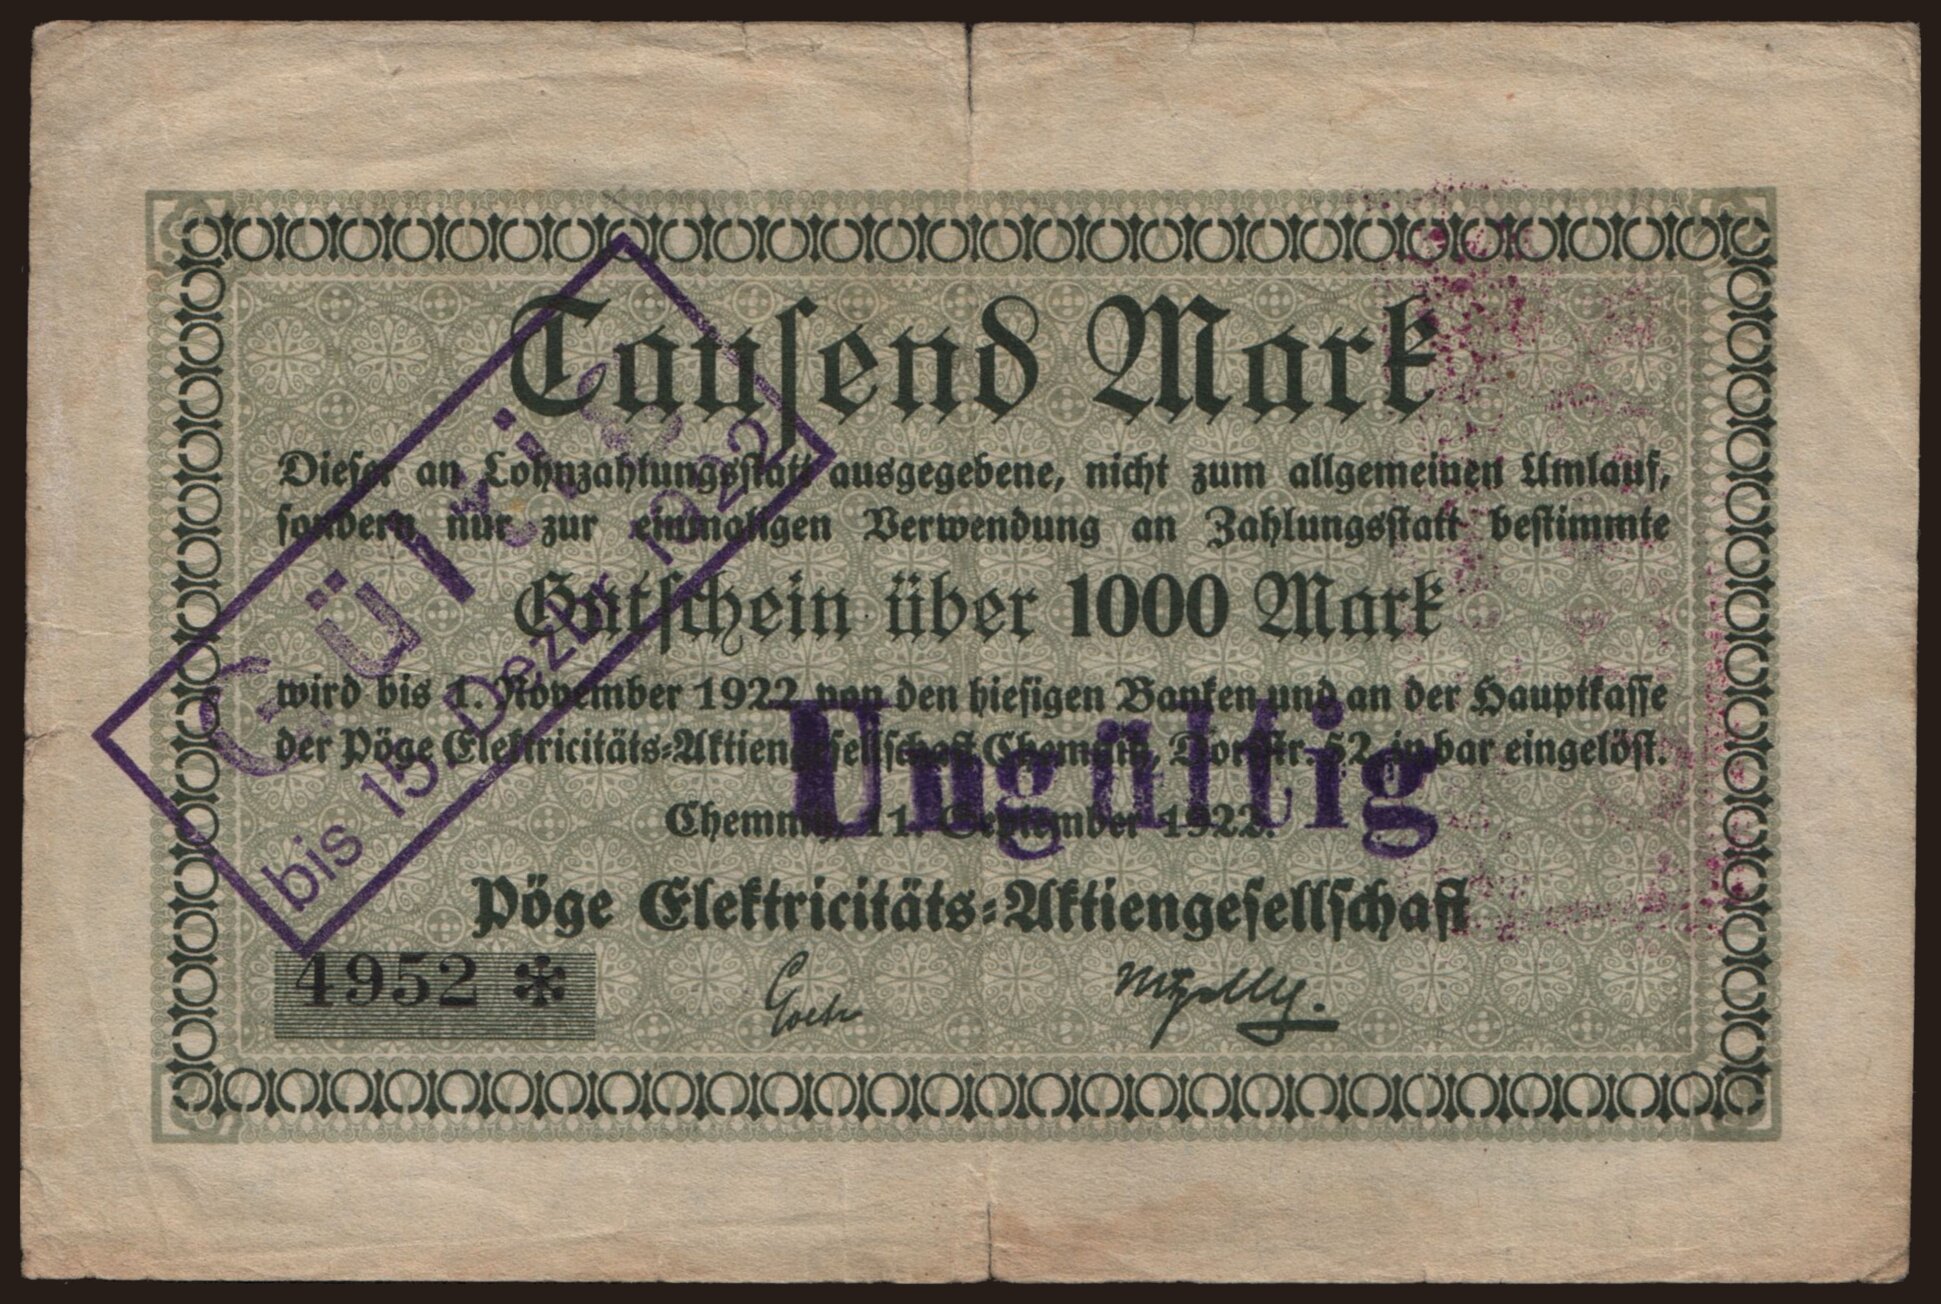 Tausend Mark
Dieser an Lohnzahlungsstatt ausgegebene, nicht zum allgemeinen Umlauf,
sondern nur zur einmaligen Verwendung an Zahlungsstatt bestimmte
Gutschein über 1000 Mark
wird bis 1. November 1922 von den hiesigen Banken und an der Hauptkasse
der Pöge Elektricitäts-Aktiengesellschaft Chemnitz, Dorfstr. 52 in bar eingelöst.
Chemnitz, 11. September 1922.
Pöge Elektricitäts-Aktiengesellschaft
4952 *
Goetz
Gültig
bis 15. Dezbr. 1922
Ungültig